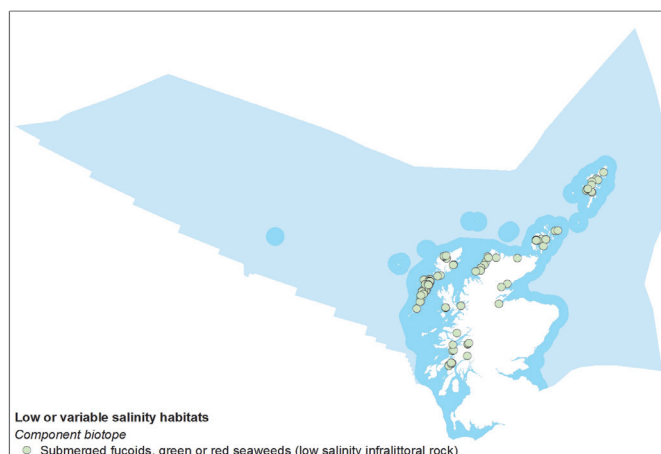 Low or variable salinity habitats
Component biotope
Submerged fucoids, green or red seaweeds (low salinity infralittoral rock)